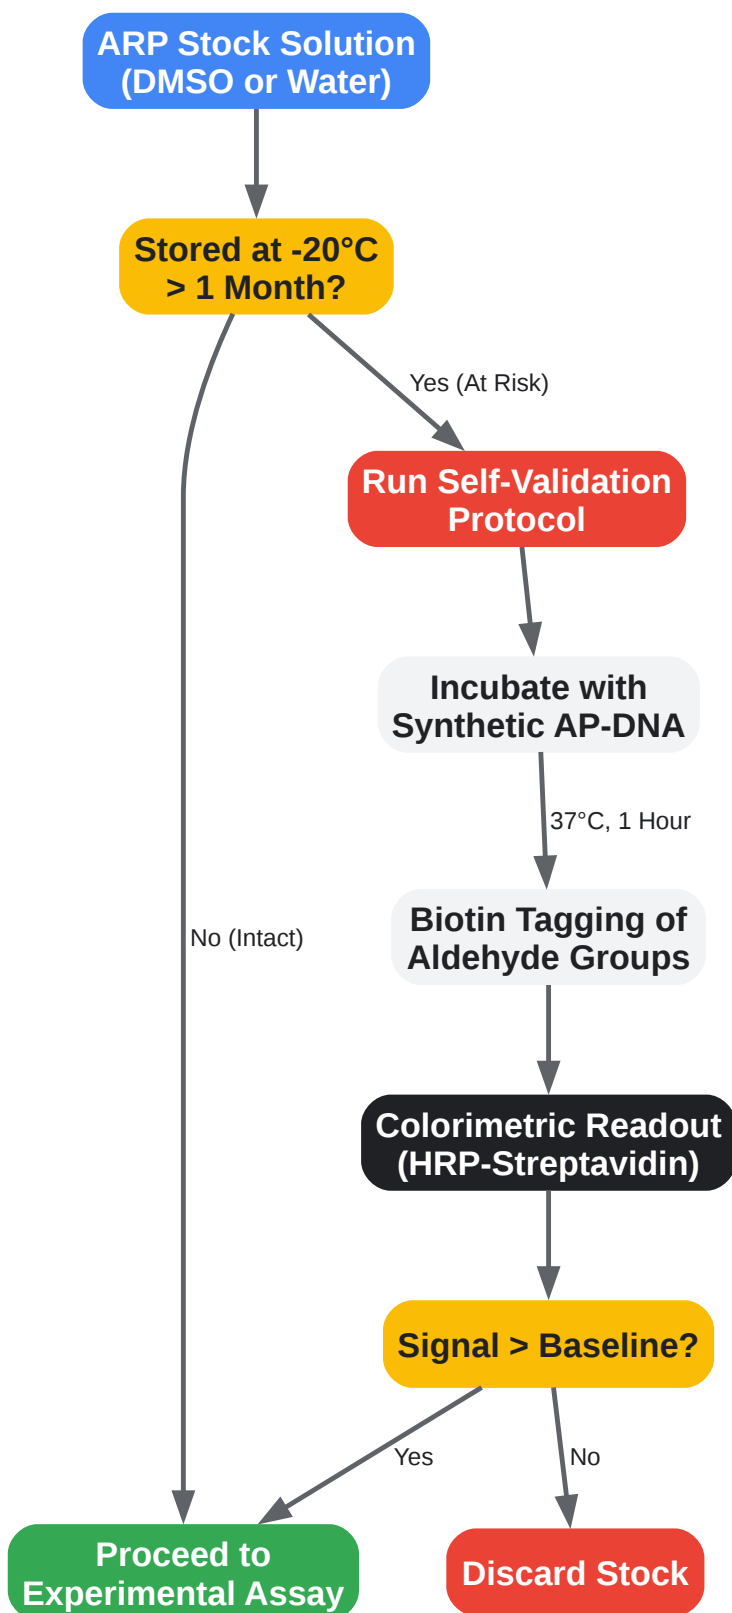 ARP Stock Solution
(DMSO or Water)
Stored at -20°C
> 1 Month?
Yes (At Risk)
Run Self-Validation
Protocol
Incubate with
Synthetic AP-DNA
37°C, 1 Hour
Biotin Tagging of
Aldehyde Groups
No (Intact)
Colorimetric Readout
(HRP-Streptavidin)
Signal > Baseline?
Yes
No
Proceed to
Experimental Assay
Discard Stock